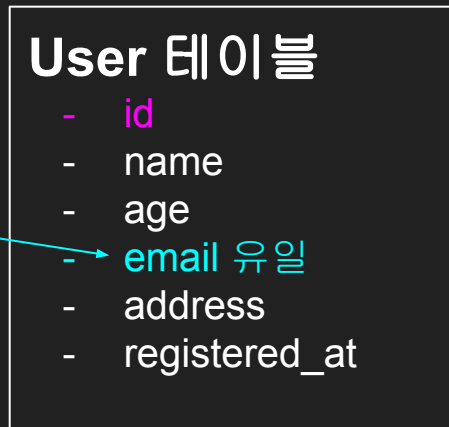 User 테이블
- id
- name
- age
- email 유일
- address
- registered_at